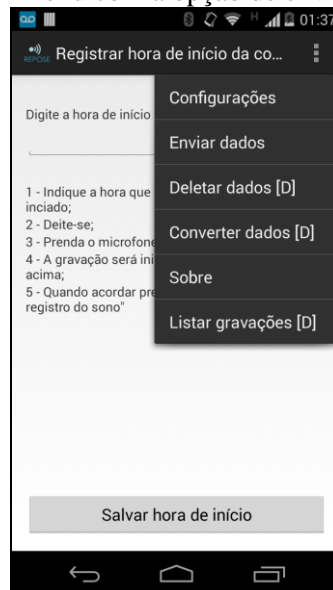 01:37
REPOSE Registrar hora de início da co...
Configurações
Digite a hora de início
Enviar dados
1 - Indique a hora que
inciado;
Deletar dados [D]
2 - Deite-se;
3 - Prenda o microfone
Converter dados [D]
4 - A gravação será ini
acima;
Sobre
5 - Quando acordar pre
registro do sono"
Listar gravações [D]
Salvar hora de início